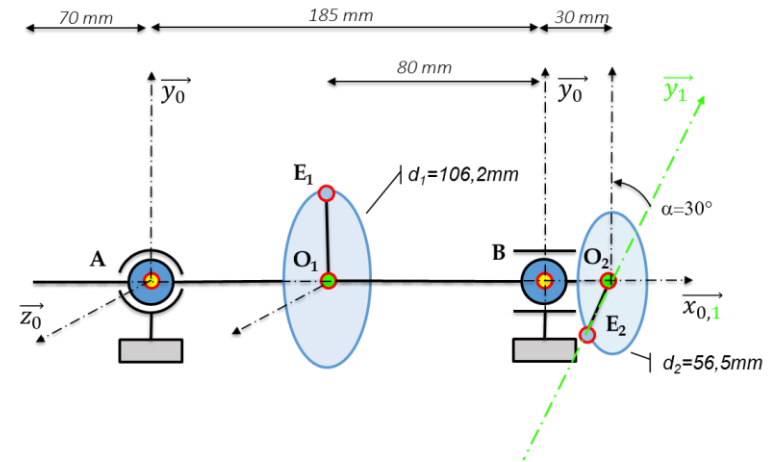 70 mm
185 mm
30 mm
80 mm
y₀
y₀
y₁
E₁
d₁=106,2mm
α=30°
A
O₁
B
O₂
z₀
E₂
x₀,₁
d₂=56,5mm